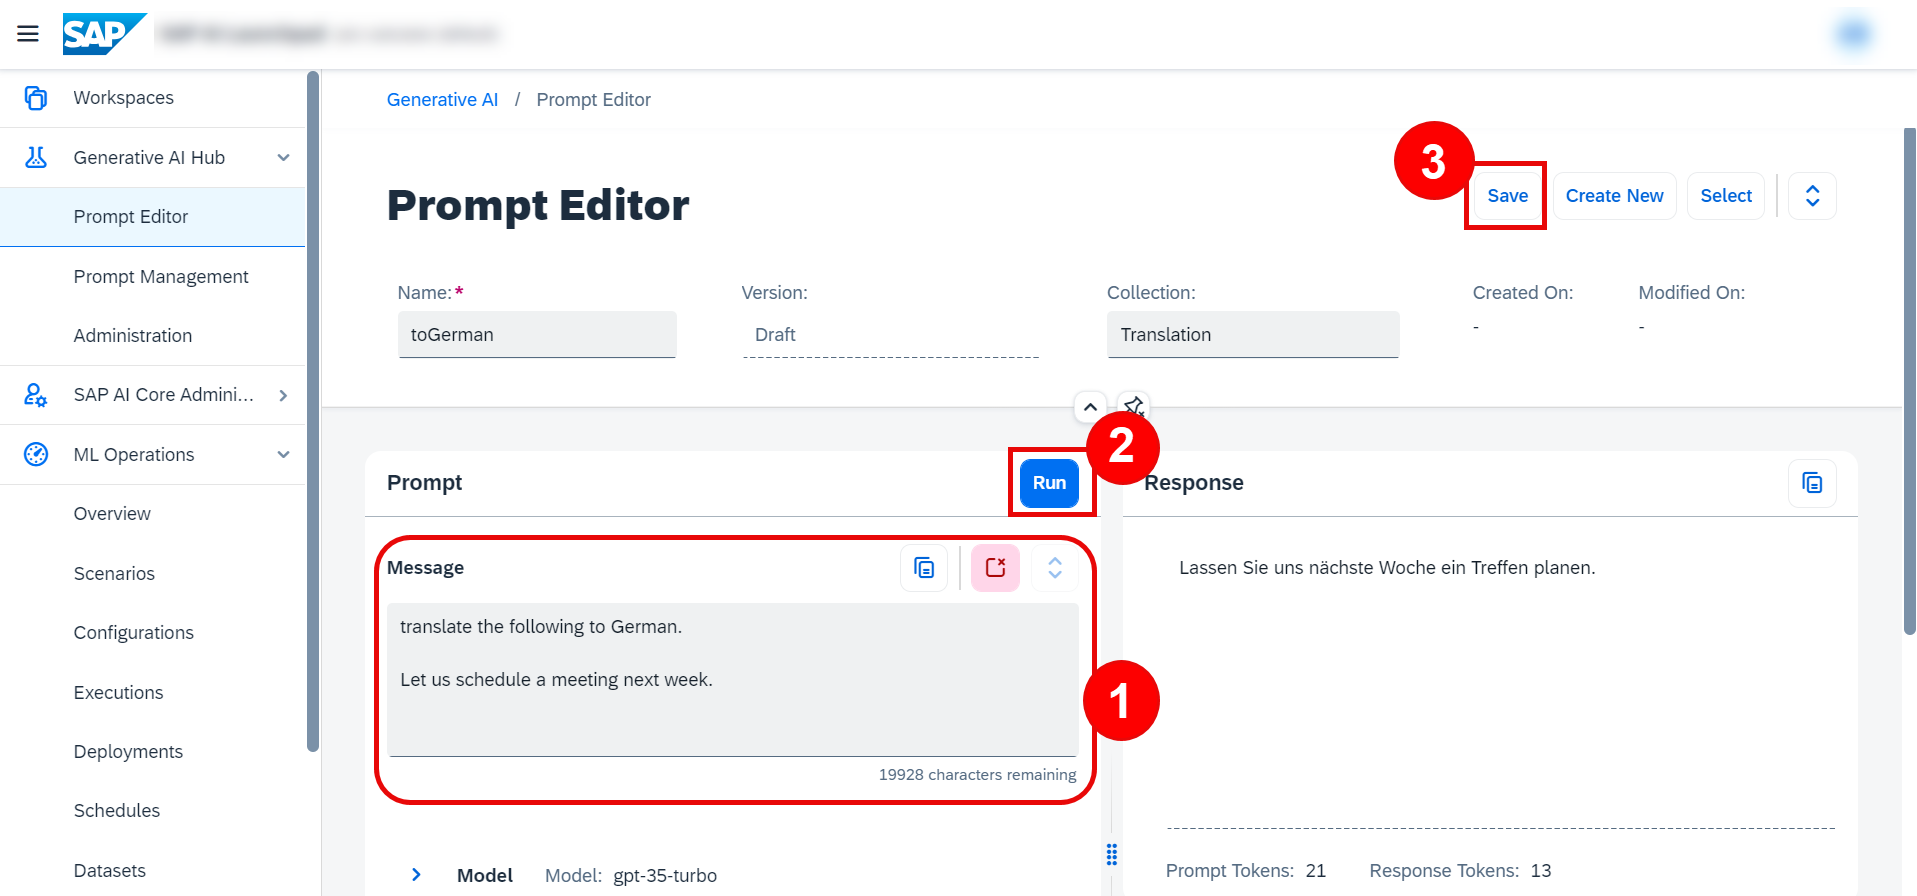 SAP
Workspaces
Generative AI Hub
Prompt Editor
Prompt Management
Administration
SAP AI Core Admini...
ML Operations
Overview
Scenarios
Configurations
Executions
Deployments
Schedules
Datasets
Generative AI / Prompt Editor
Prompt Editor
3
Save
Create New
Select
Name:*
toGerman
Version:
Draft
Collection:
Translation
Created On:
-
Modified On:
-
Prompt
Run
2
Message
translate the following to German.
Let us schedule a meeting next week.
1
19928 characters remaining
Model Model: gpt-35-turbo
Response
Lassen Sie uns nächste Woche ein Treffen planen.
Prompt Tokens: 21 Response Tokens: 13